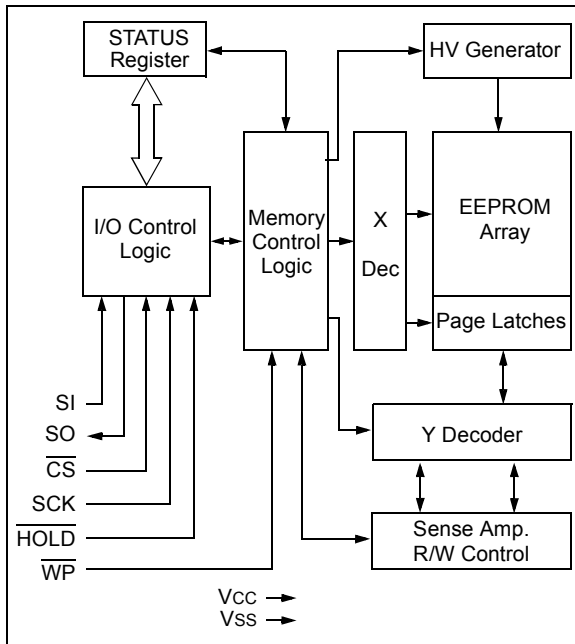 STATUS
Register
HV Generator
I/O Control
Logic
Memory
Control
Logic
X
Dec
EEPROM
Array
Page Latches
Y Decoder
Sense Amp.
R/W Control
SI
SO
CS
SCK
HOLD
WP
VCC
VSS